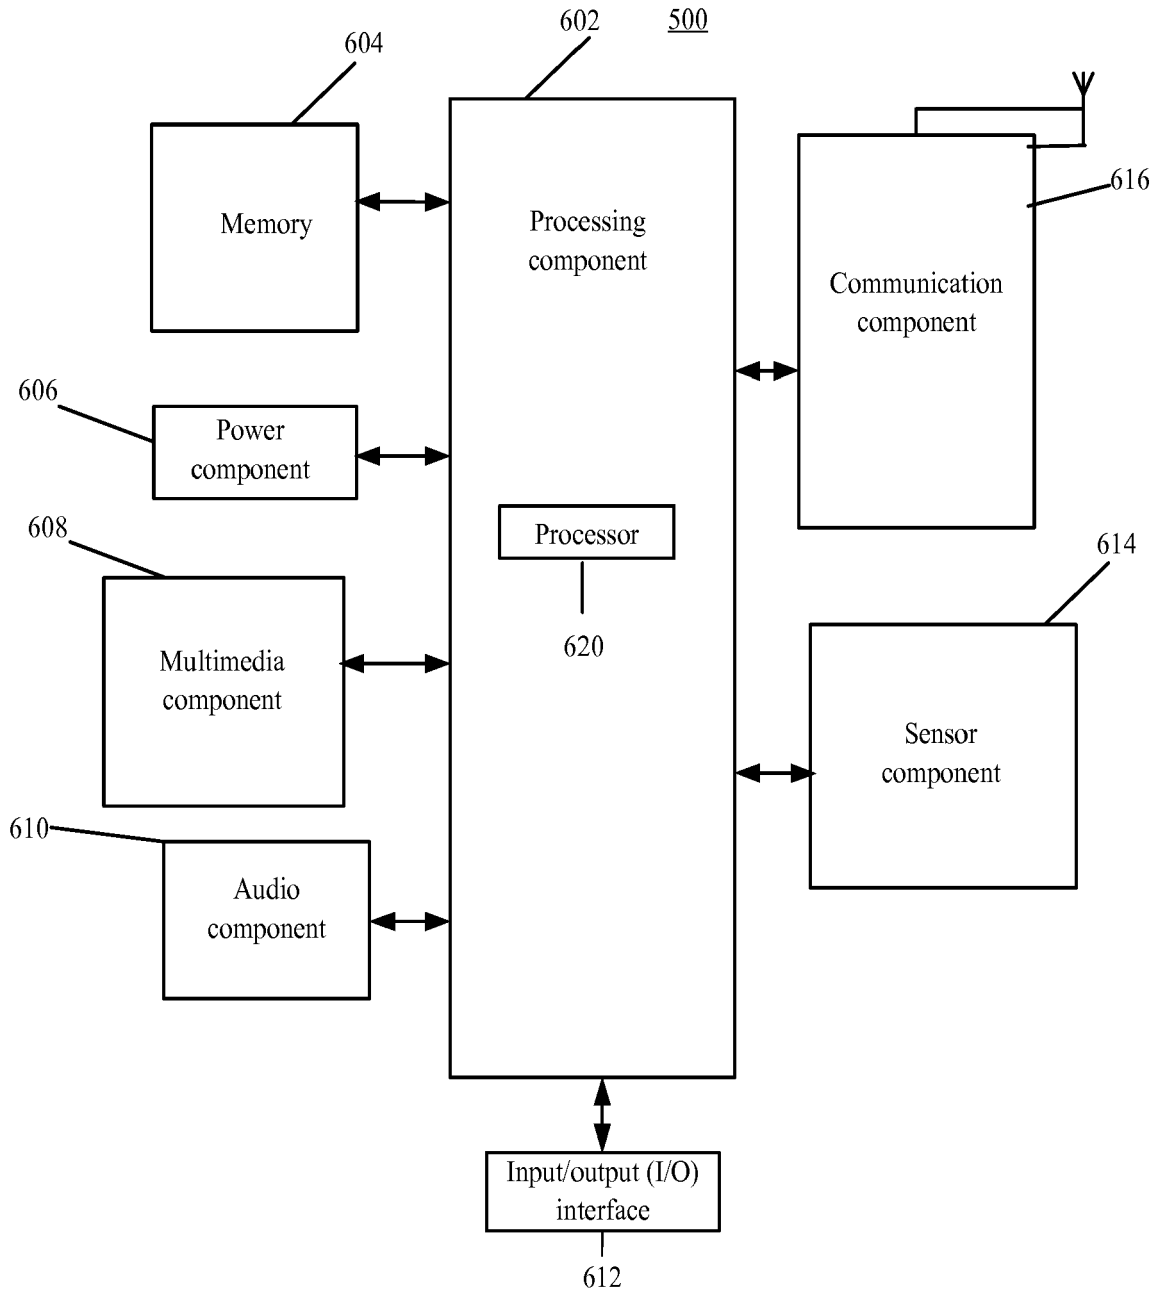 602
500
604
616
Memory
Processing
component
Communication
component
606
Power
component
608
Processor
614
620
Multimedia
component
Sensor
component
610
Audio
component
Input/output (I/O)
interface
612